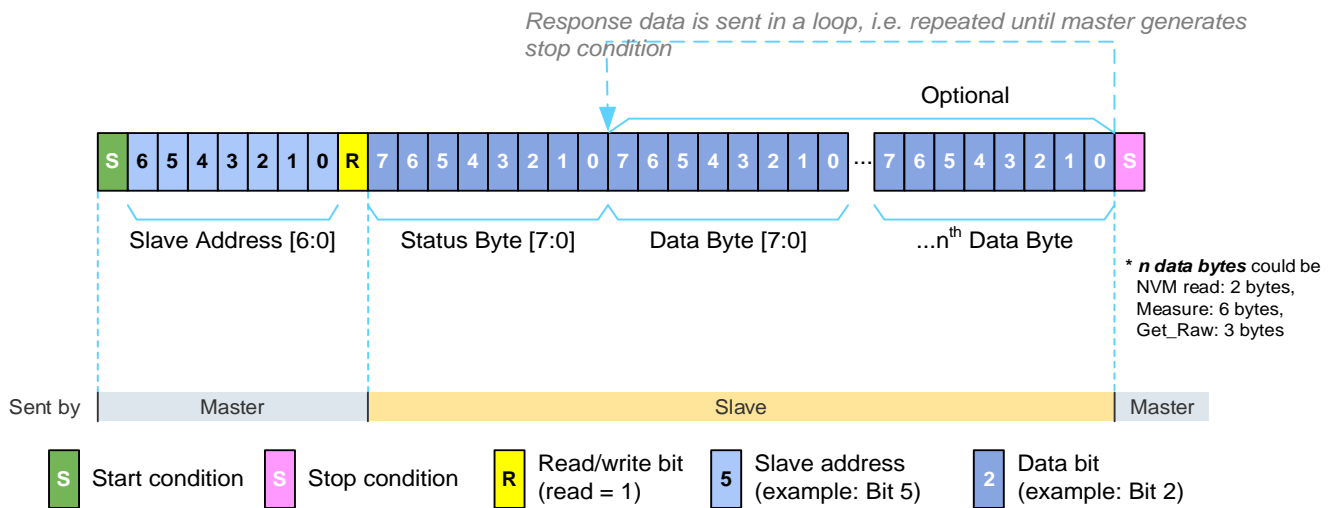 Response data is sent in a loop, i.e. repeated until master generates
stop condition
Optional
S 6 5 4 3 2 1 0 R 7 6 5 4 3 2 1 0 7 6 5 4 3 2 1 0 ... 7 6 5 4 3 2 1 0 S
Slave Address [6:0] Status Byte [7:0] Data Byte [7:0] ...nth Data Byte
* n data bytes could be
NVM read: 2 bytes,
Measure: 6 bytes,
Get_Raw: 3 bytes
Sent by Master Slave Master
S Start condition
S Stop condition
R Read/write bit
(read = 1)
5 Slave address
(example: Bit 5)
2 Data bit
(example: Bit 2)